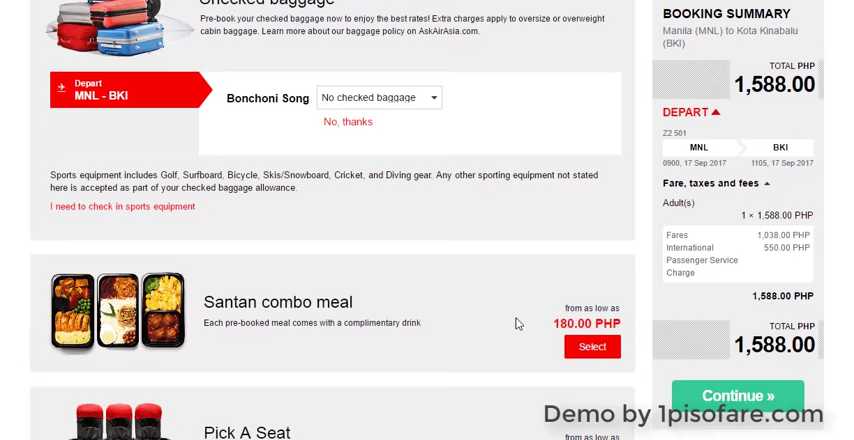 Checked baggage
Pre-book your checked baggage now to enjoy the best rates! Extra charges apply to oversize or overweight
cabin baggage. Learn more about our baggage policy on AskAirAsia.com.
Depart
MNL - BKI
Bonchoni Song
No checked baggage
No, thanks
Sports equipment includes Golf, Surfboard, Bicycle, Skis/Snowboard, Cricket, and Diving gear. Any other sporting equipment not stated
here is accepted as part of your checked baggage allowance.
I need to check in sports equipment
Santan combo meal
Each pre-booked meal comes with a complimentary drink
from as low as
180.00 PHP
Select
Pick A Seat
from as low as
BOOKING SUMMARY
Manila (MNL) to Kota Kinabalu
(BKI)
TOTAL PHP
1,588.00
DEPART
Z2 501
MNL BKI
0900, 17 Sep 2017 1105, 17 Sep 2017
Fare, taxes and fees
Adult(s)
1 × 1,588.00 PHP
Fares 1,038.00 PHP
International 550.00 PHP
Passenger Service
Charge
1,588.00 PHP
TOTAL PHP
1,588.00
Continue »
Demo by 1pisofare.com